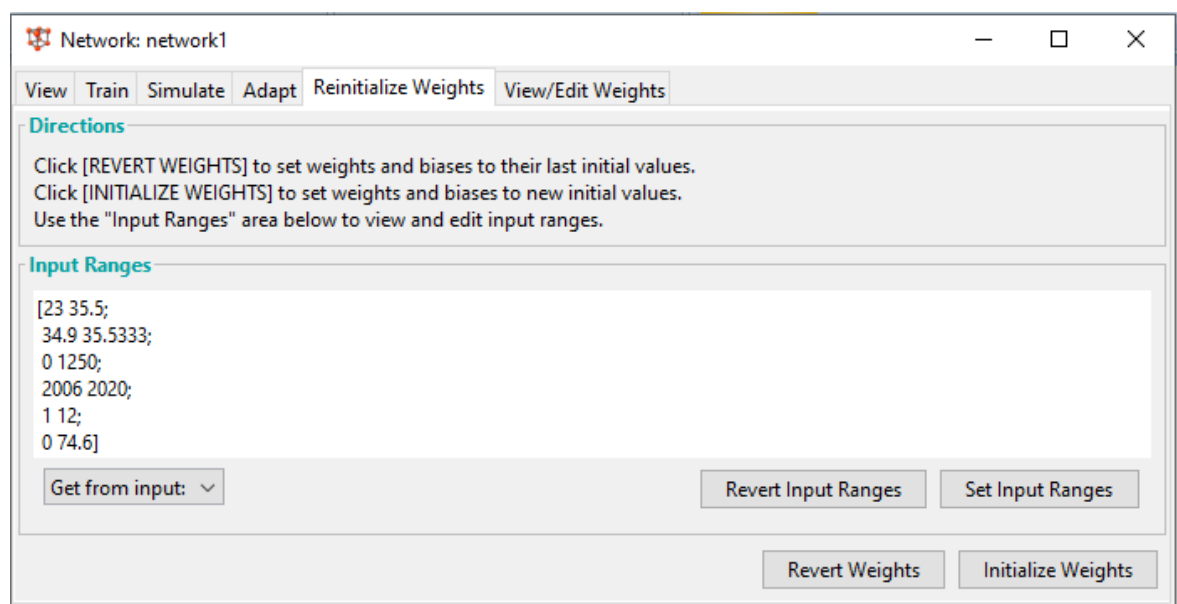 Network: network1
View Train Simulate Adapt Reinitialize Weights View/Edit Weights
Directions
Click [REVERT WEIGHTS] to set weights and biases to their last initial values.
Click [INITIALIZE WEIGHTS] to set weights and biases to new initial values.
Use the "Input Ranges" area below to view and edit input ranges.
Input Ranges
[23 35.5;
34.9 35.5333;
0 1250;
2006 2020;
1 12;
0 74.6]
Get from input: Revert Input Ranges Set Input Ranges
Revert Weights Initialize Weights